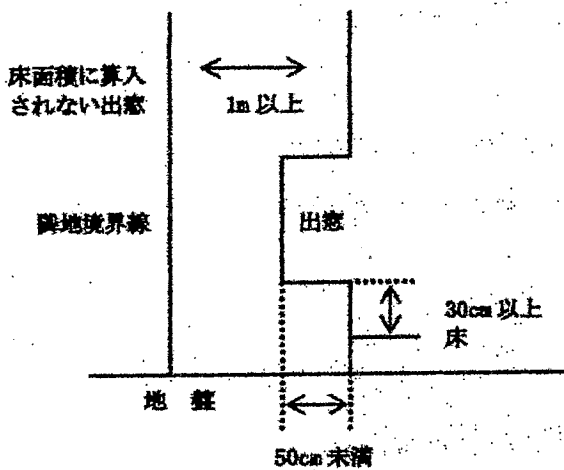 床面積に算入
されない出窓
1m 以上
隣地境界線
出窓
30cm 以上
床
地 盤
50cm 未満